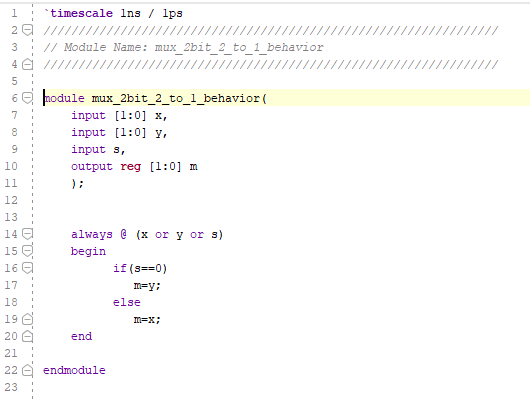 1 `timescale 1ns / 1ps
2 /////////////////////////////////////////////////////////////////
3 // Module Name: mux_2bit_2_to_1_behavior
4 /////////////////////////////////////////////////////////////////
5
6 module mux_2bit_2_to_1_behavior(
7 input [1:0] x,
8 input [1:0] y,
9 input s,
10 output reg [1:0] m
11 );
12
13
14 always @ (x or y or s)
15 begin
16 if(s==0)
17 m=y;
18 else
19 m=x;
20 end
21
22 endmodule
23